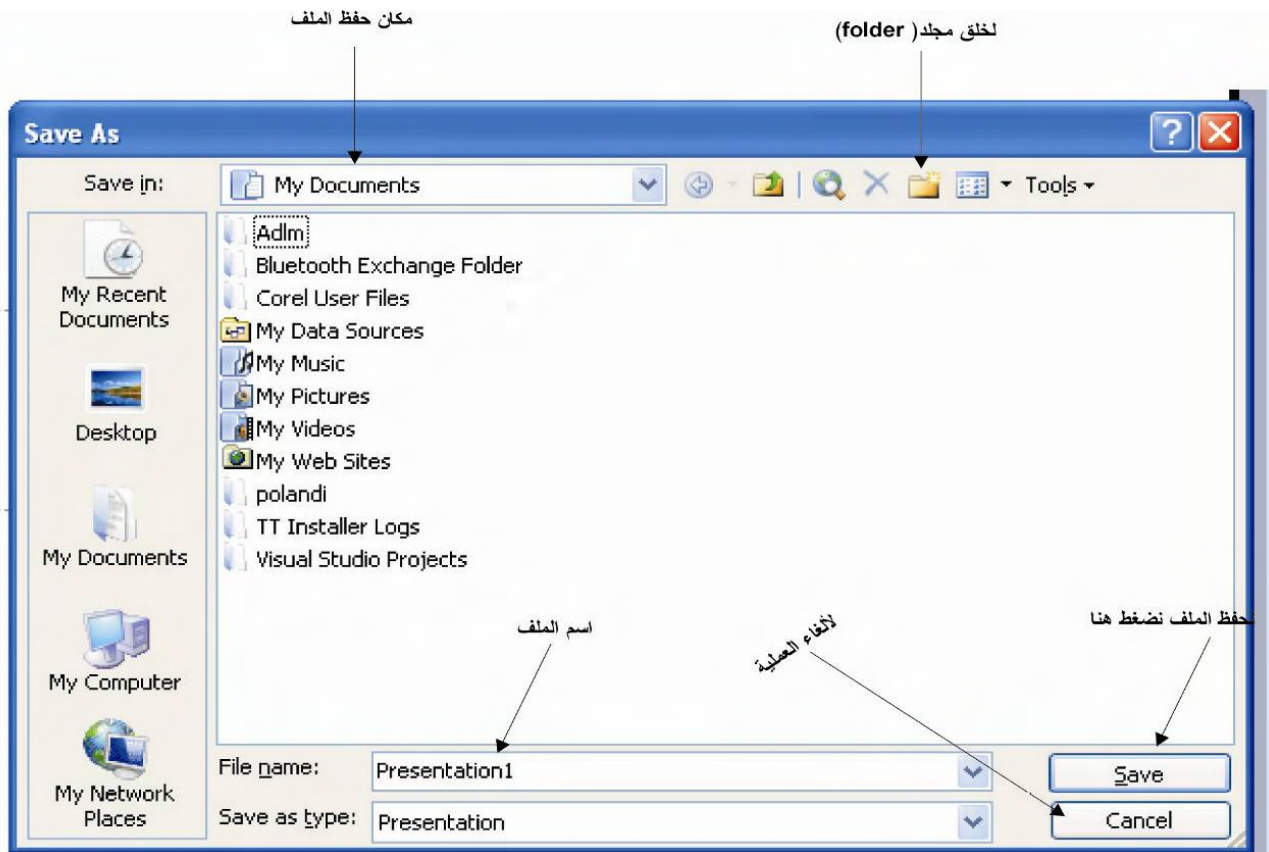 مكان حفظ الملف
لخلق مجلد( folder)
Save As
Save in:
My Documents
Tools
My Recent
Documents
Desktop
My Documents
My Computer
My Network
Places
Adlm
Bluetooth Exchange Folder
Corel User Files
My Data Sources
My Music
My Pictures
My Videos
My Web Sites
polandi
TT Installer Logs
Visual Studio Projects
اسم الملف
لألغاء العملية
لحفظ الملف نضغط هنا
File name:
Presentation1
Save
Save as type:
Presentation
Cancel